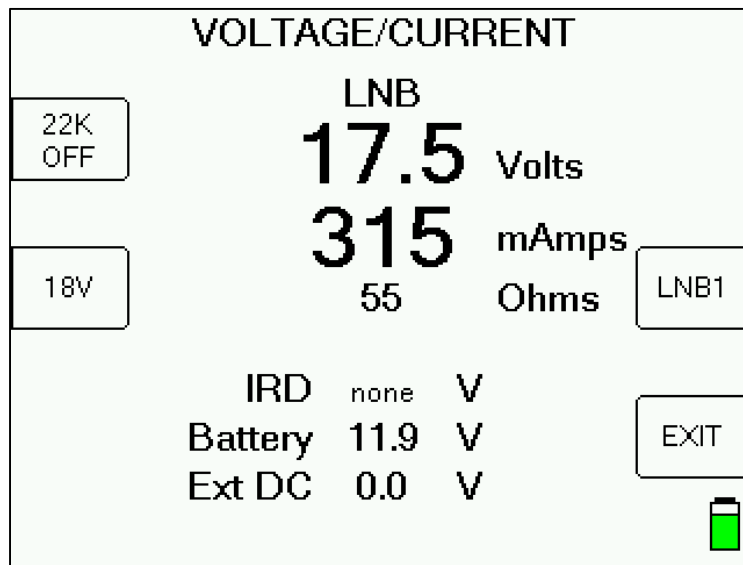 VOLTAGE/CURRENT
LNB
22K
OFF
17.5 Volts
315 mAmps
18V
55 Ohms
LNB1
IRD none V
Battery 11.9 V
EXIT
Ext DC 0.0 V